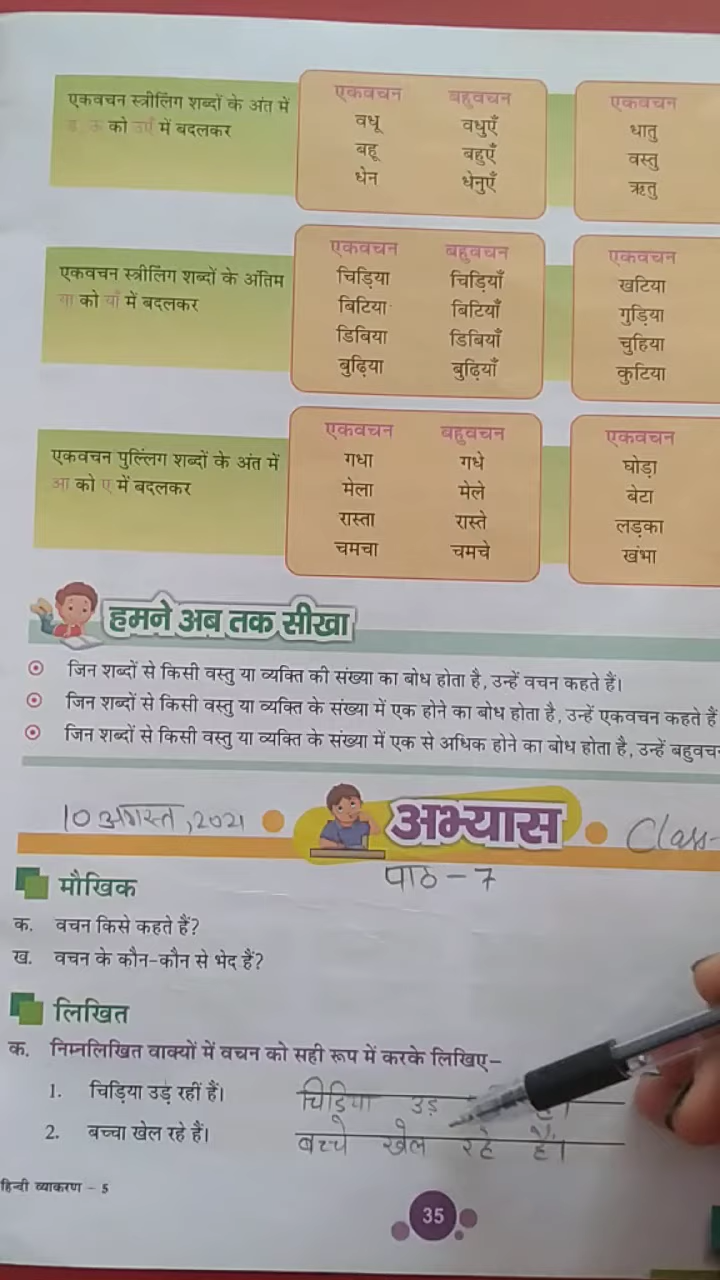 एकवचन स्त्रीलिंग शब्दों के अंत में
उ, ऊ को उएँ में बदलकर
एकवचन बहुवचन
वधू वधुएँ
बहू बहुएँ
धेन धेनुएँ
एकवचन
धातु
वस्तु
ऋतु
एकवचन स्त्रीलिंग शब्दों के अंतिम
या को याँ में बदलकर
एकवचन बहुवचन
चिड़िया चिड़ियाँ
बिटिया बिटियाँ
डिबिया डिबियाँ
बुढ़िया बुढ़ियाँ
एकवचन
खटिया
गुड़िया
चुहिया
कुटिया
एकवचन पुल्लिंग शब्दों के अंत में
आ को ए में बदलकर
एकवचन बहुवचन
गधा गधे
मेला मेले
रास्ता रास्ते
चमचा चमचे
एकवचन
घोड़ा
बेटा
लड़का
खंभा
हमने अब तक सीखा
जिन शब्दों से किसी वस्तु या व्यक्ति की संख्या का बोध होता है, उन्हें वचन कहते हैं।
जिन शब्दों से किसी वस्तु या व्यक्ति के संख्या में एक होने का बोध होता है, उन्हें एकवचन कहते हैं
जिन शब्दों से किसी वस्तु या व्यक्ति के संख्या में एक से अधिक होने का बोध होता है, उन्हें बहुवच
10 अगस्त, 2021 अभ्यास Class-
पाठ - 7
मौखिक
क. वचन किसे कहते हैं?
ख. वचन के कौन-कौन से भेद हैं?
लिखित
क. निम्नलिखित वाक्यों में वचन को सही रूप में करके लिखिए–
1. चिड़िया उड़ रहीं हैं। चिड़िया उड़ है।
2. बच्चा खेल रहे हैं। बच्चे खेल रहे हैं।
हिन्दी व्याकरण – 5
35